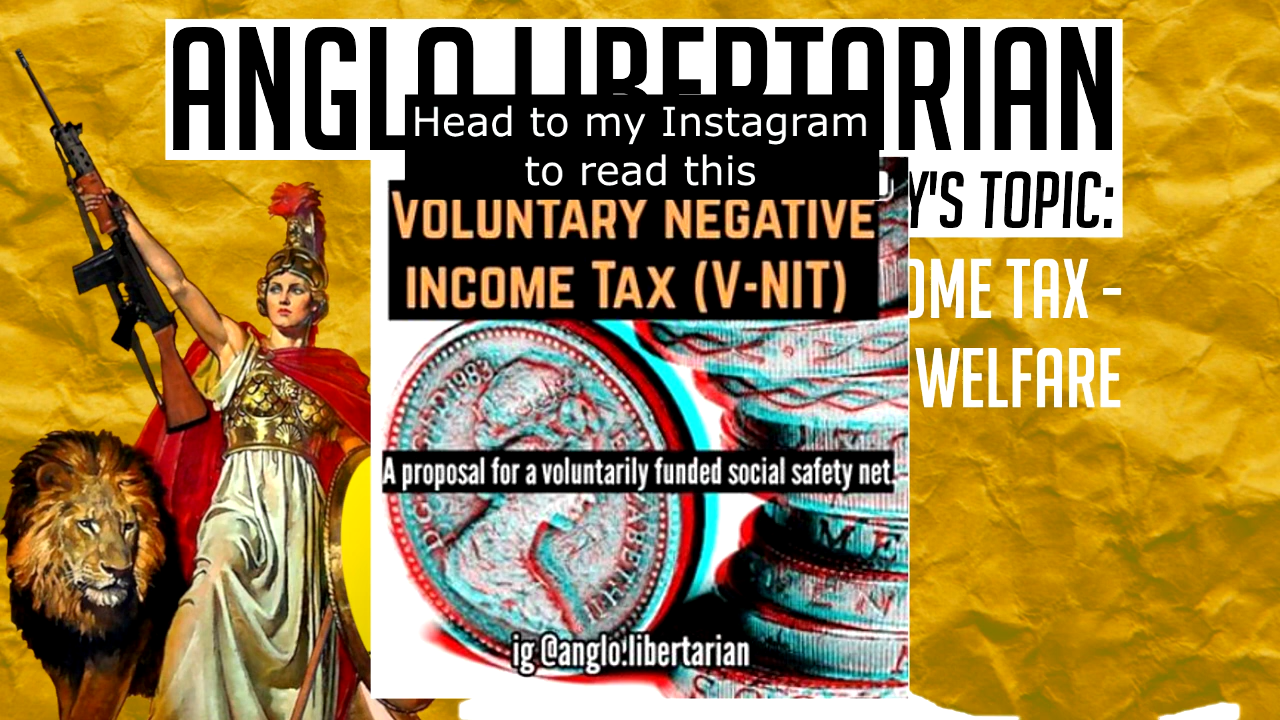 ANGLO LIBERTARIAN
Head to my Instagram
to read this
Y'S TOPIC:
VOLUNTARY NEGATIVE
INCOME TAX (V-NIT)
OME TAX -
WELFARE
1983
A proposal for a voluntarily funded social safety net.
ig @anglo.libertarian